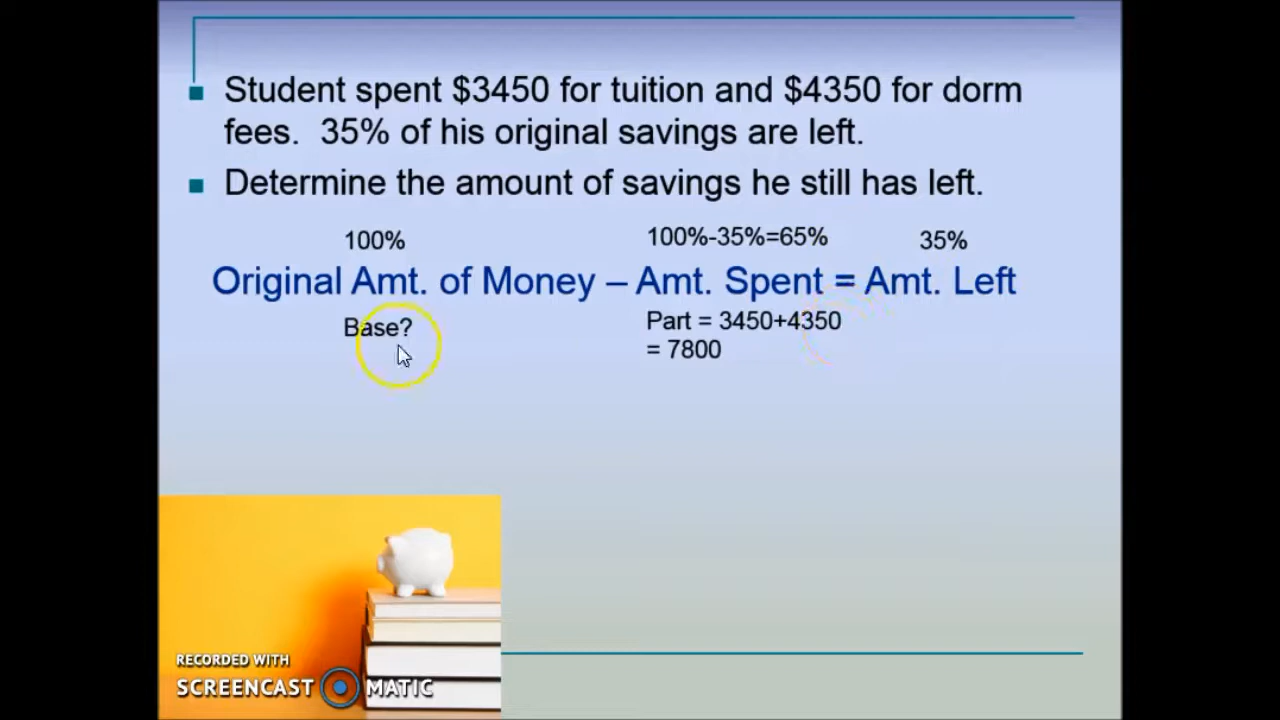 Student spent $3450 for tuition and $4350 for dorm
fees.  35% of his original savings are left.
Determine the amount of savings he still has left.
100%
100%-35%=65%
35%
Original Amt. of Money – Amt. Spent = Amt. Left
Base?
Part = 3450+4350
= 7800
RECORDED WITH
SCREENCAST MATIC